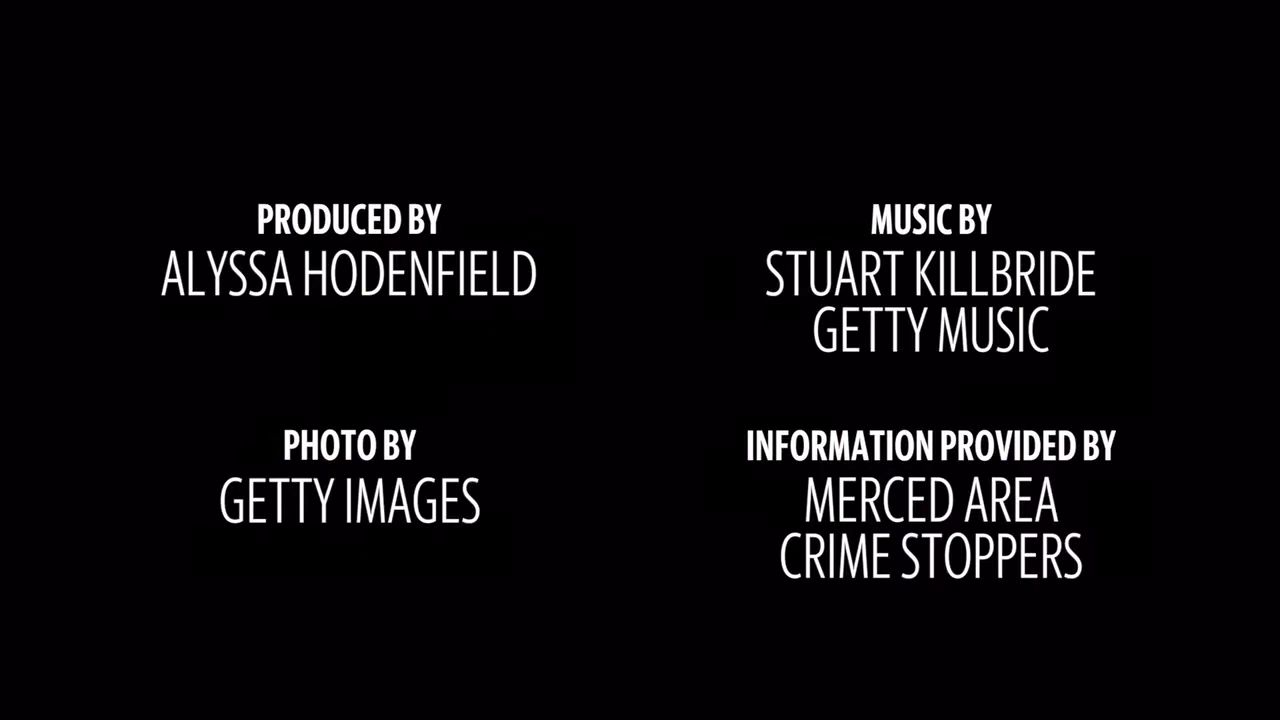 PRODUCED BY
ALYSSA HODENFIELD
MUSIC BY
STUART KILLBRIDE
GETTY MUSIC
PHOTO BY
GETTY IMAGES
INFORMATION PROVIDED BY
MERCED AREA
CRIME STOPPERS